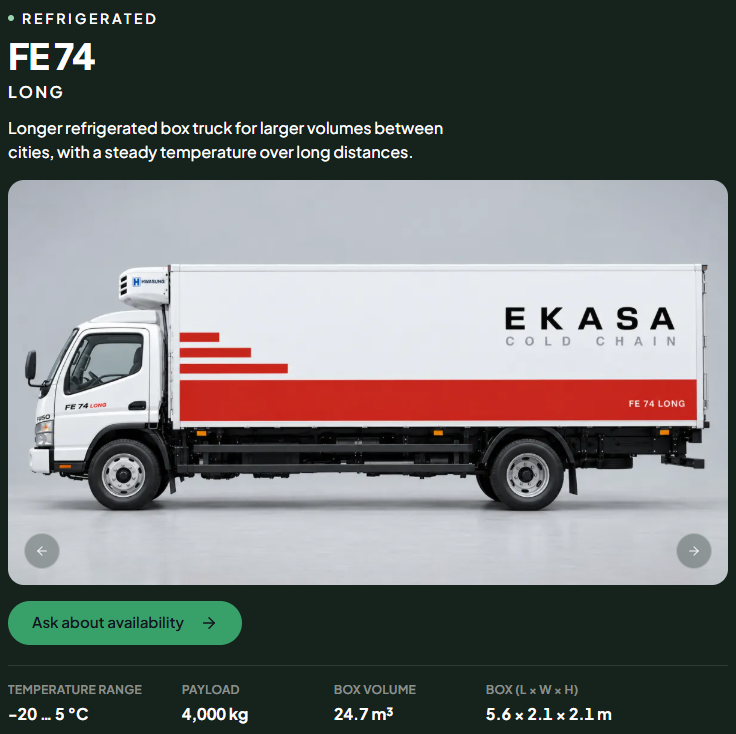 REFRIGERATED
FE 74
LONG
Longer refrigerated box truck for larger volumes between
cities, with a steady temperature over long distances.
H HWASUNG
EKASA
COLD CHAIN
FE 74 LONG
FE 74 LONG
Ask about availability
TEMPERATURE RANGE
-20 … 5 °C
PAYLOAD
4,000 kg
BOX VOLUME
24.7 m³
BOX (L × W × H)
5.6 × 2.1 × 2.1 m